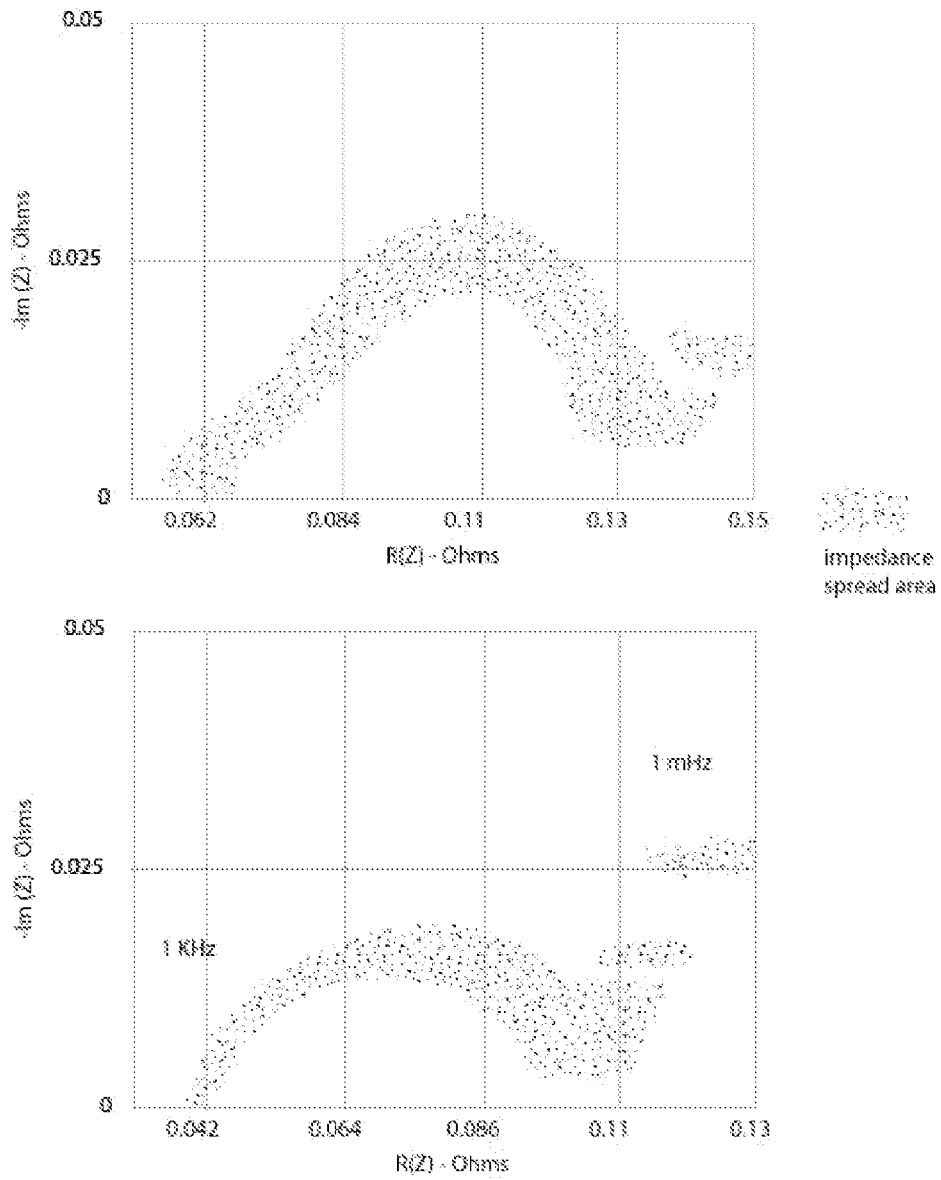 0.05
-Im (Z) - Ohms
0.025
0
0.062
0.084
0.11
0.13
0.15
R(Z) - Ohms
impedance
spread area
0.05
1 mHz
-Im (Z) - Ohms
0.025
1 KHz
0
0.042
0.064
0.086
0.11
0.13
R(Z) - Ohms